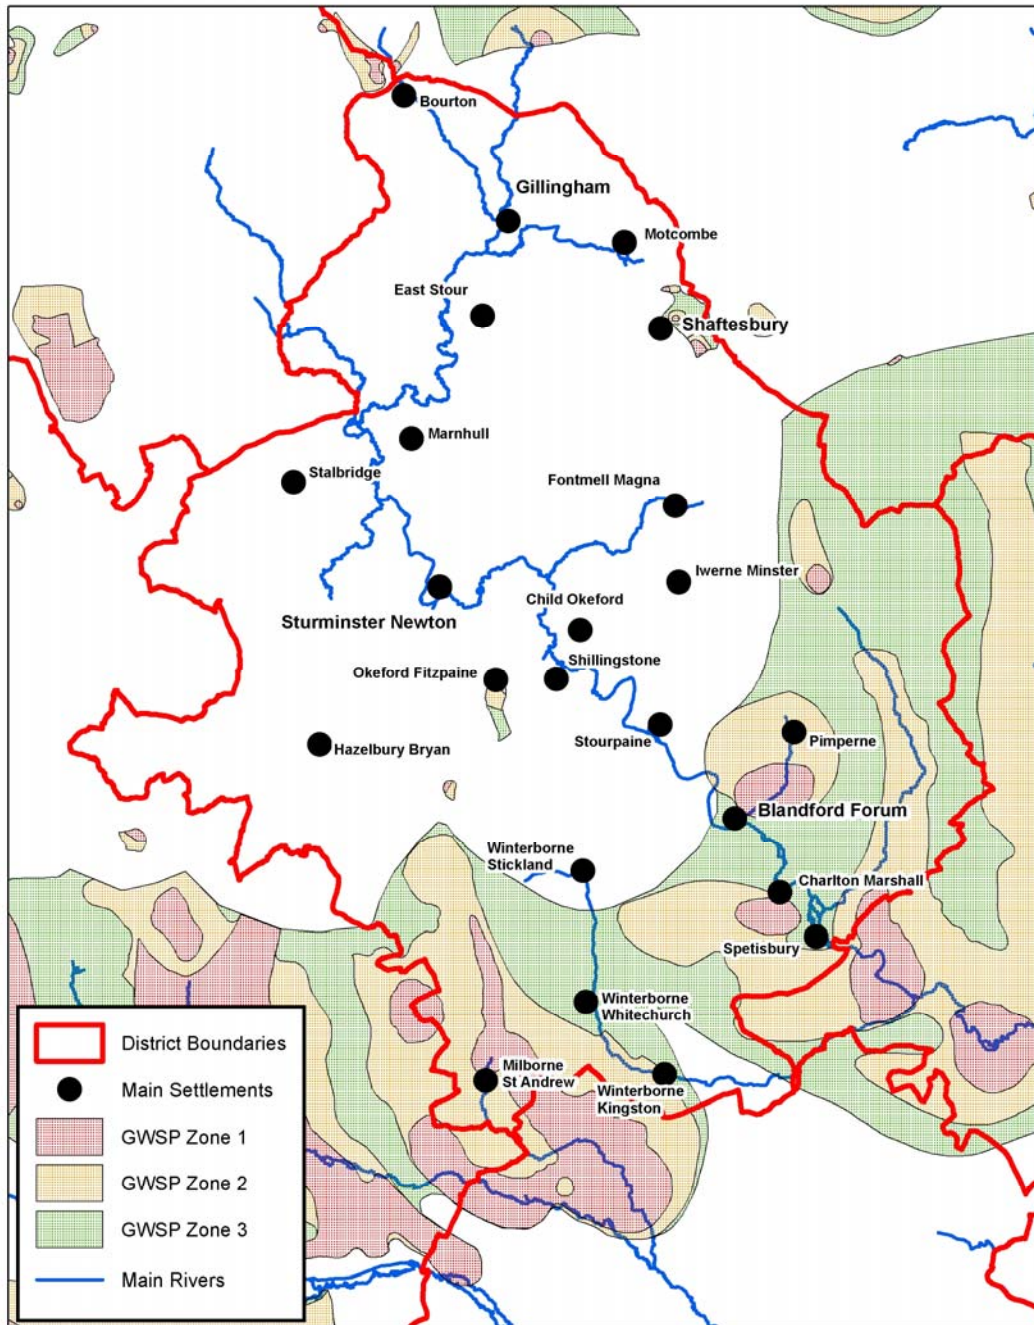 Bourton
Gillingham
Motcombe
East Stour
Shaftesbury
Marnhull
Stalbridge
Fontmell Magna
Iwerne Minster
Child Okeford
Sturminster Newton
Shillingstone
Okeford Fitzpaine
Stourpaine
Pimperne
Hazelbury Bryan
Blandford Forum
Winterborne
Stickland
Charlton Marshall
Spetisbury
Winterborne
Whitechurch
Milborne
St Andrew
Winterborne
Kingston
District Boundaries
Main Settlements
GWSP Zone 1
GWSP Zone 2
GWSP Zone 3
Main Rivers